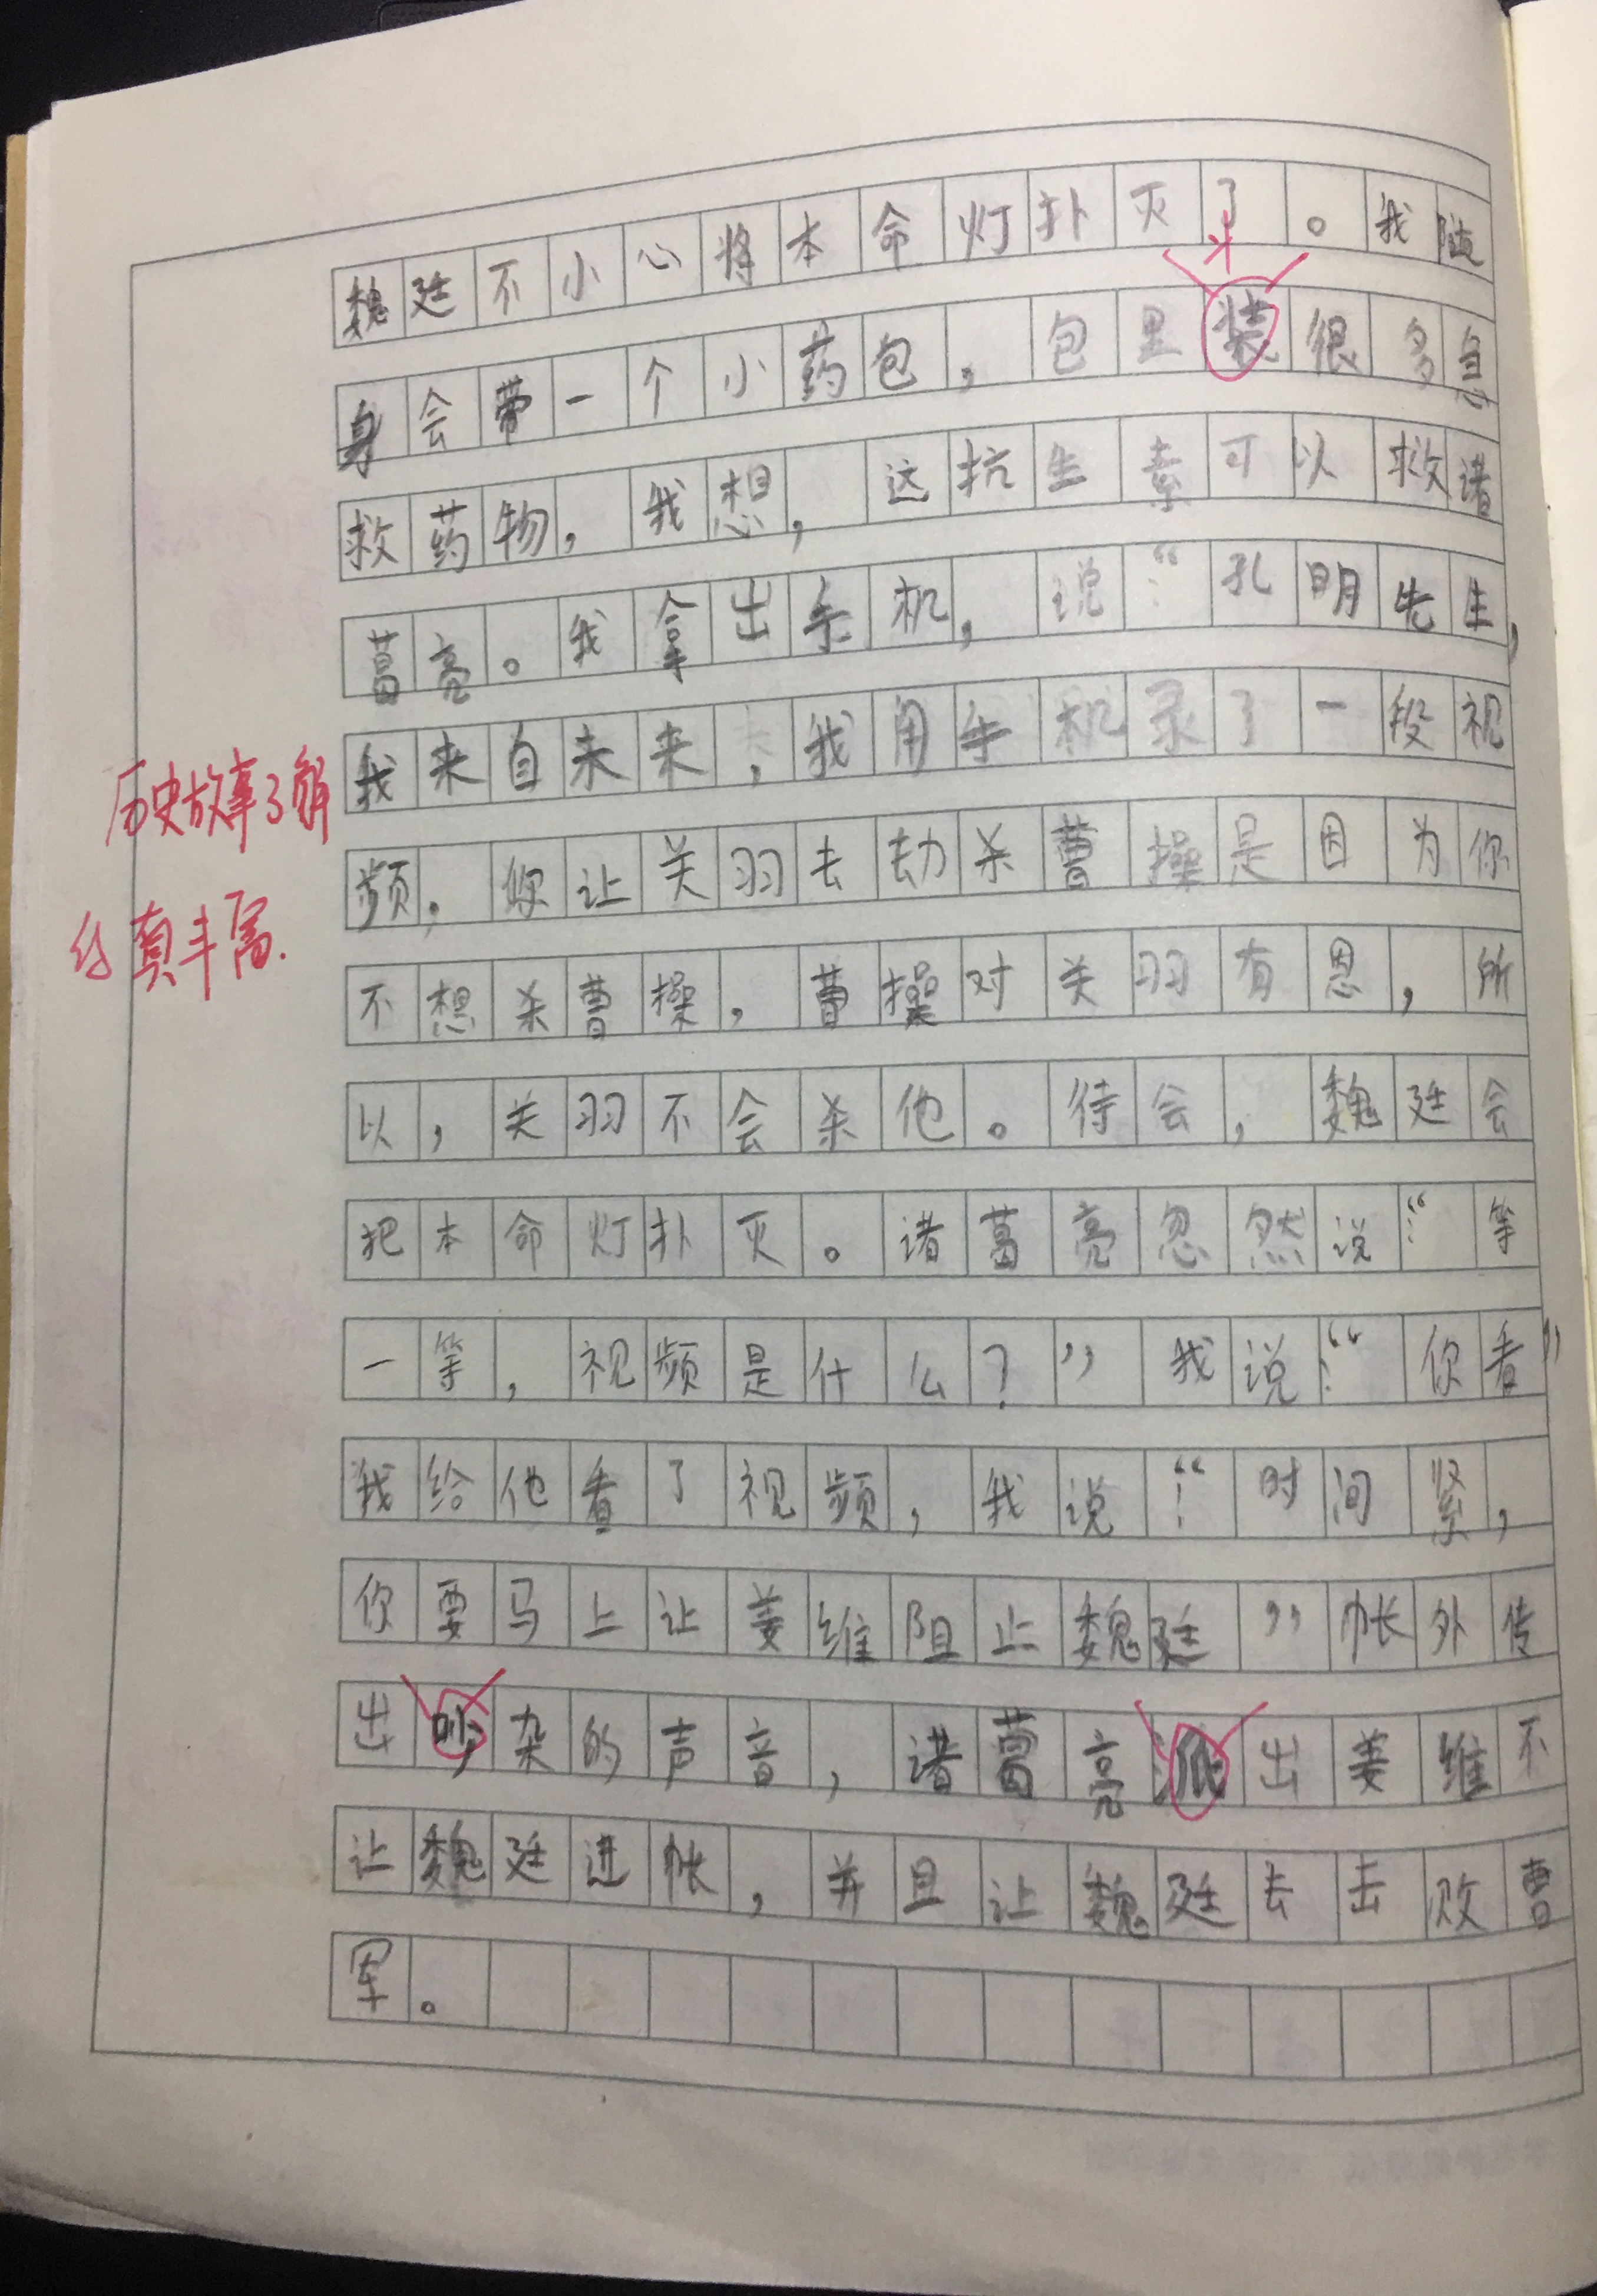 魏廷不小心将本命灯扑灭了。我随
身会带一个小药包，包里装很多急
救药物，我想，这抗生素可以救诸
葛亮。我拿出手机，说：“孔明先生，
我来自未来，我用手机录了一段视
频。您让关羽去劫杀曹操是因为你
不想杀曹操，曹操对关羽有恩，所
以，关羽不会杀他。待会，魏廷会
把本命灯扑灭。诸葛亮忽然说：“等
一等，视频是什么？”我说：“你看”
我给他看了视频，我说：“时间紧，
你要马上让姜维阻止魏廷”帐外传
出吵杂的声音，诸葛亮派出姜维不
让魏廷进帐，并且让魏廷去去败曹
军。
历史故事了解
真丰富.